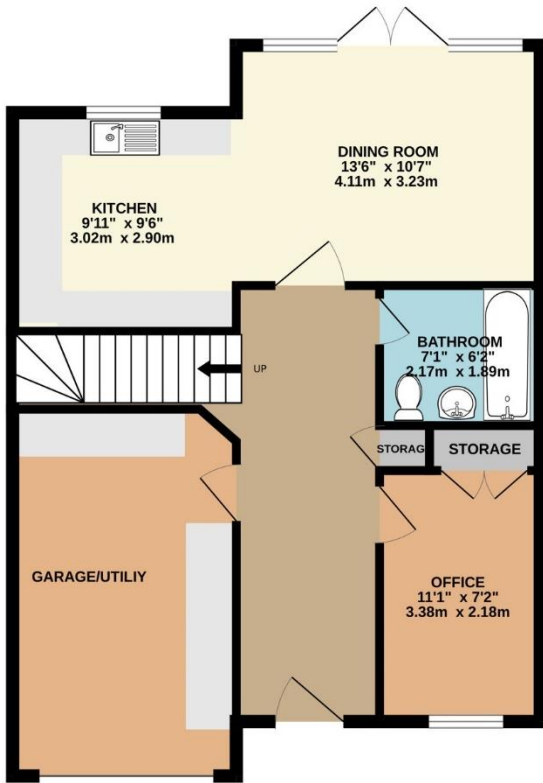 DINING ROOM
13'6" x 10'7"
4.11m x 3.23m
KITCHEN
9'11" x 9'6"
3.02m x 2.90m
BATHROOM
7'1" x 6'2"
2.17m x 1.89m
UP
STORAG
STORAGE
GARAGE/UTILIY
OFFICE
11'1" x 7'2"
3.38m x 2.18m